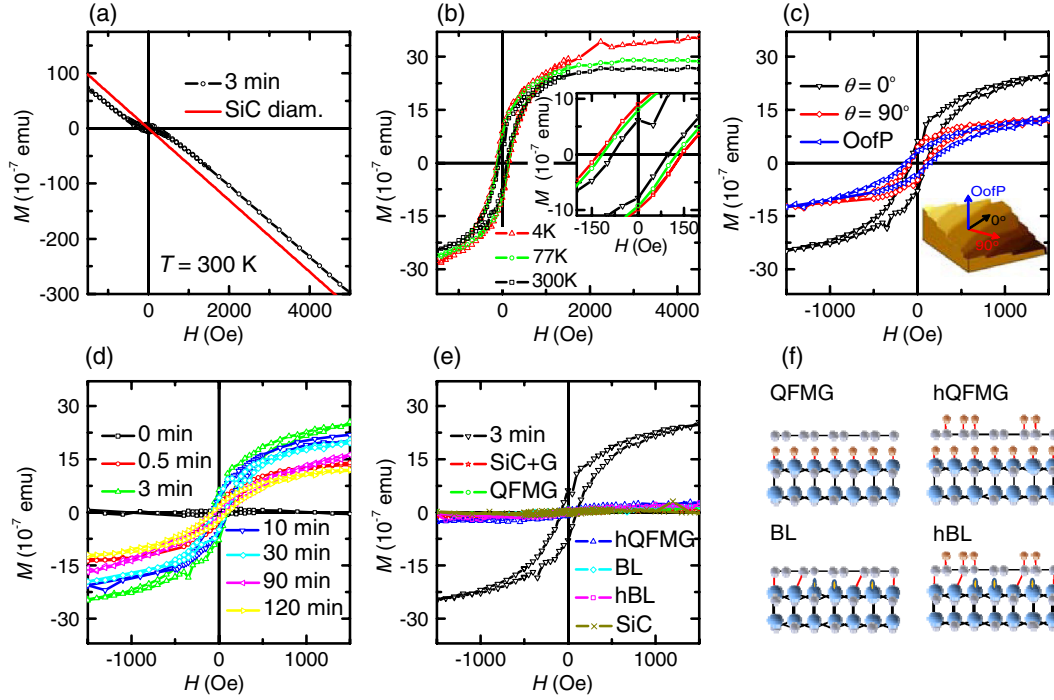 (a)
100
0
-100
-200
-300
M (10⁻⁷ emu)
3 min
SiC diam.
T = 300 K
0 2000 4000
H (Oe)
(b)
30
15
0
-15
-30
M (10⁻⁷ emu)
10
0
-10
M (10⁻⁷ emu)
-150 0 150
H (Oe)
4K
77K
300K
0 2000 4000
H (Oe)
(c)
30
15
0
-15
-30
M (10⁻⁷ emu)
θ = 0°
θ = 90°
OofP
OofP
0°
90°
-1000 0 1000
H (Oe)
(d)
30
15
0
-15
-30
M (10⁻⁷ emu)
0 min
0.5 min
3 min
10 min
30 min
90 min
120 min
-1000 0 1000
H (Oe)
(e)
30
15
0
-15
-30
M (10⁻⁷ emu)
3 min
SiC+G
QFMG
hQFMG
BL
hBL
SiC
-1000 0 1000
H (Oe)
(f)
QFMG hQFMG
BL hBL